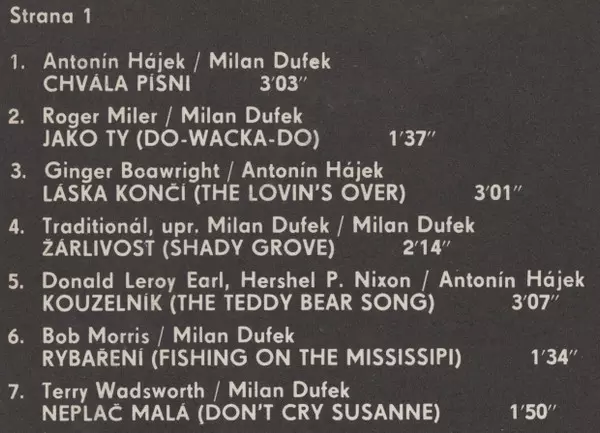 Strana 1
1. Antonín Hájek / Milan Dufek
CHVÁLA PÍSNI 3'03"
2. Roger Miler / Milan Dufek
JAKO TY (DO-WACKA-DO) 1'37"
3. Ginger Boawright / Antonín Hájek
LÁSKA KONČÍ (THE LOVIN'S OVER) 3'01"
4. Traditionál, upr. Milan Dufek / Milan Dufek
ŽÁRLIVOST (SHADY GROVE) 2'14"
5. Donald Leroy Earl, Hershel P. Nixon / Antonín Hájek
KOUZELNÍK (THE TEDDY BEAR SONG) 3'07"
6. Bob Morris / Milan Dufek
RYBAŘENÍ (FISHING ON THE MISSISSIPI) 1'34"
7. Terry Wadsworth / Milan Dufek
NEPLAČ MALÁ (DON'T CRY SUSANNE) 1'50"